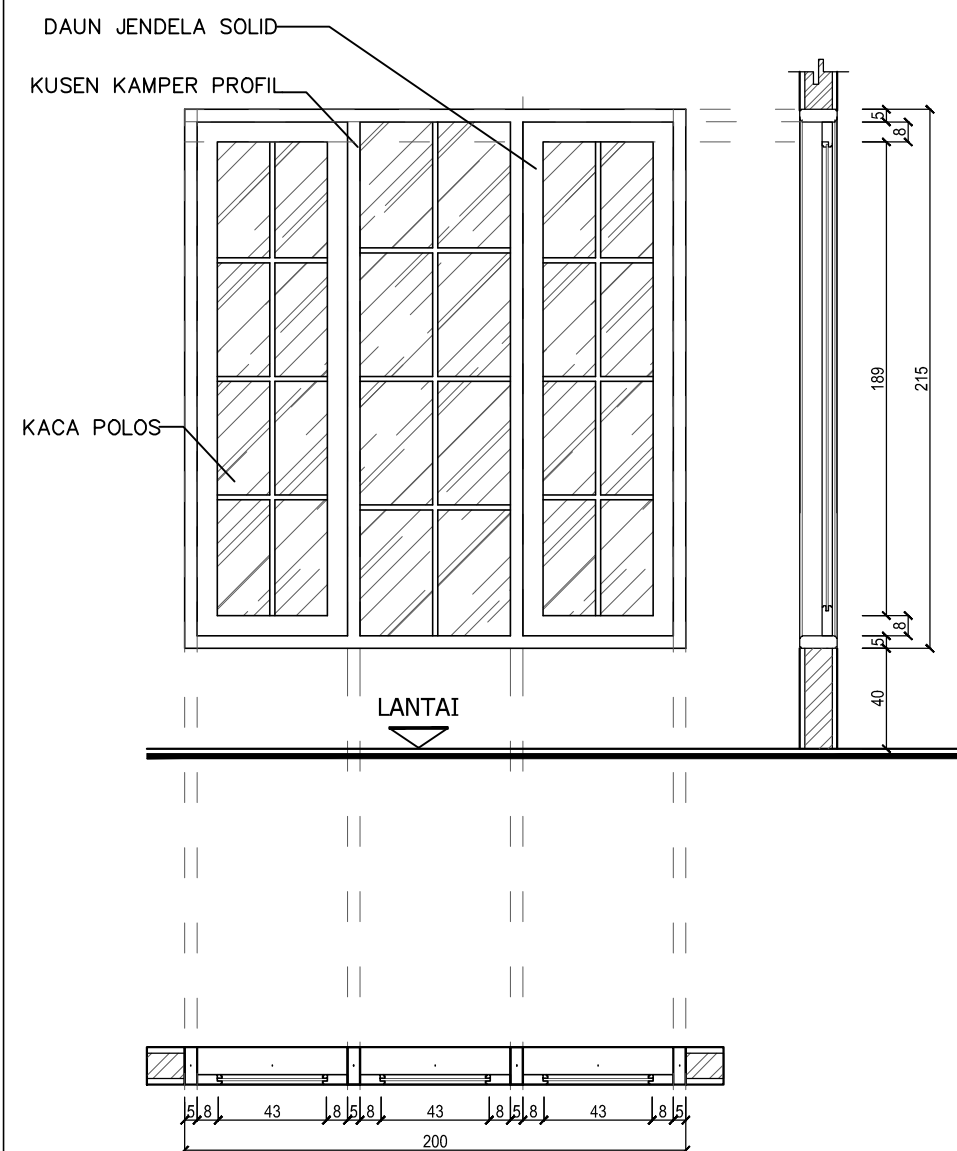 DAUN JENDELA SOLID
KUSEN KAMPER PROFIL
KACA POLOS
5
8
189
215
8
5
40
LANTAI
5 8 43 8 5 8 43 8 5 8 43 8 5
200